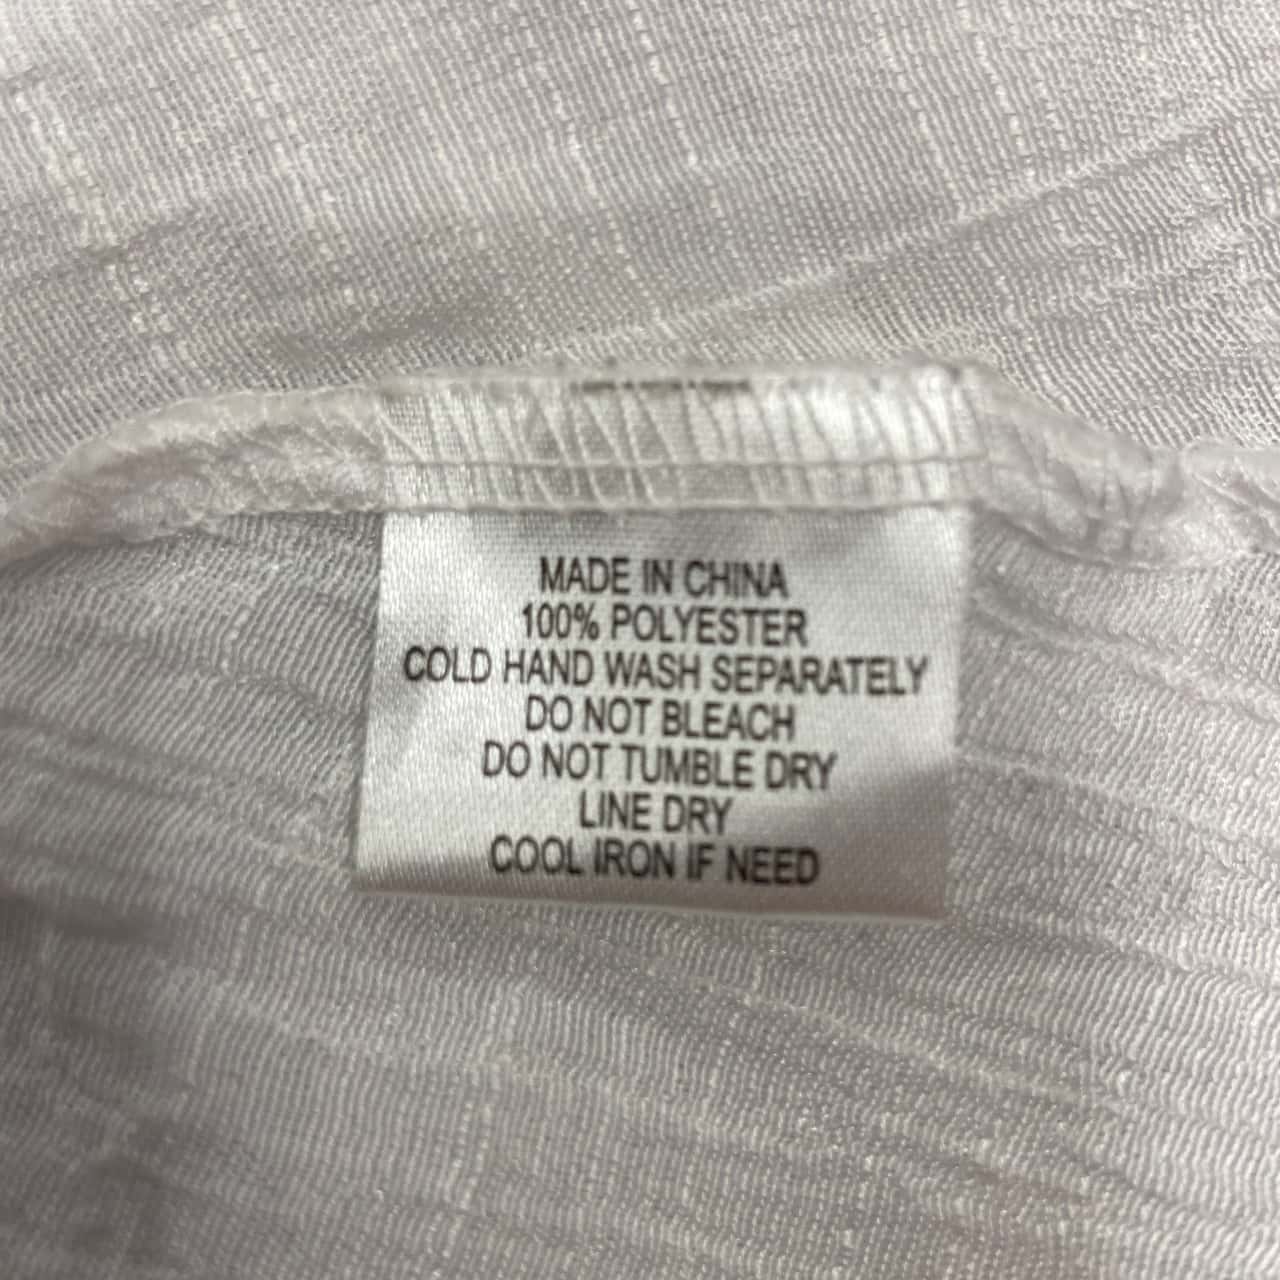 MADE IN CHINA
100% POLYESTER
COLD HAND WASH SEPARATELY
DO NOT BLEACH
DO NOT TUMBLE DRY
LINE DRY
COOL IRON IF NEED